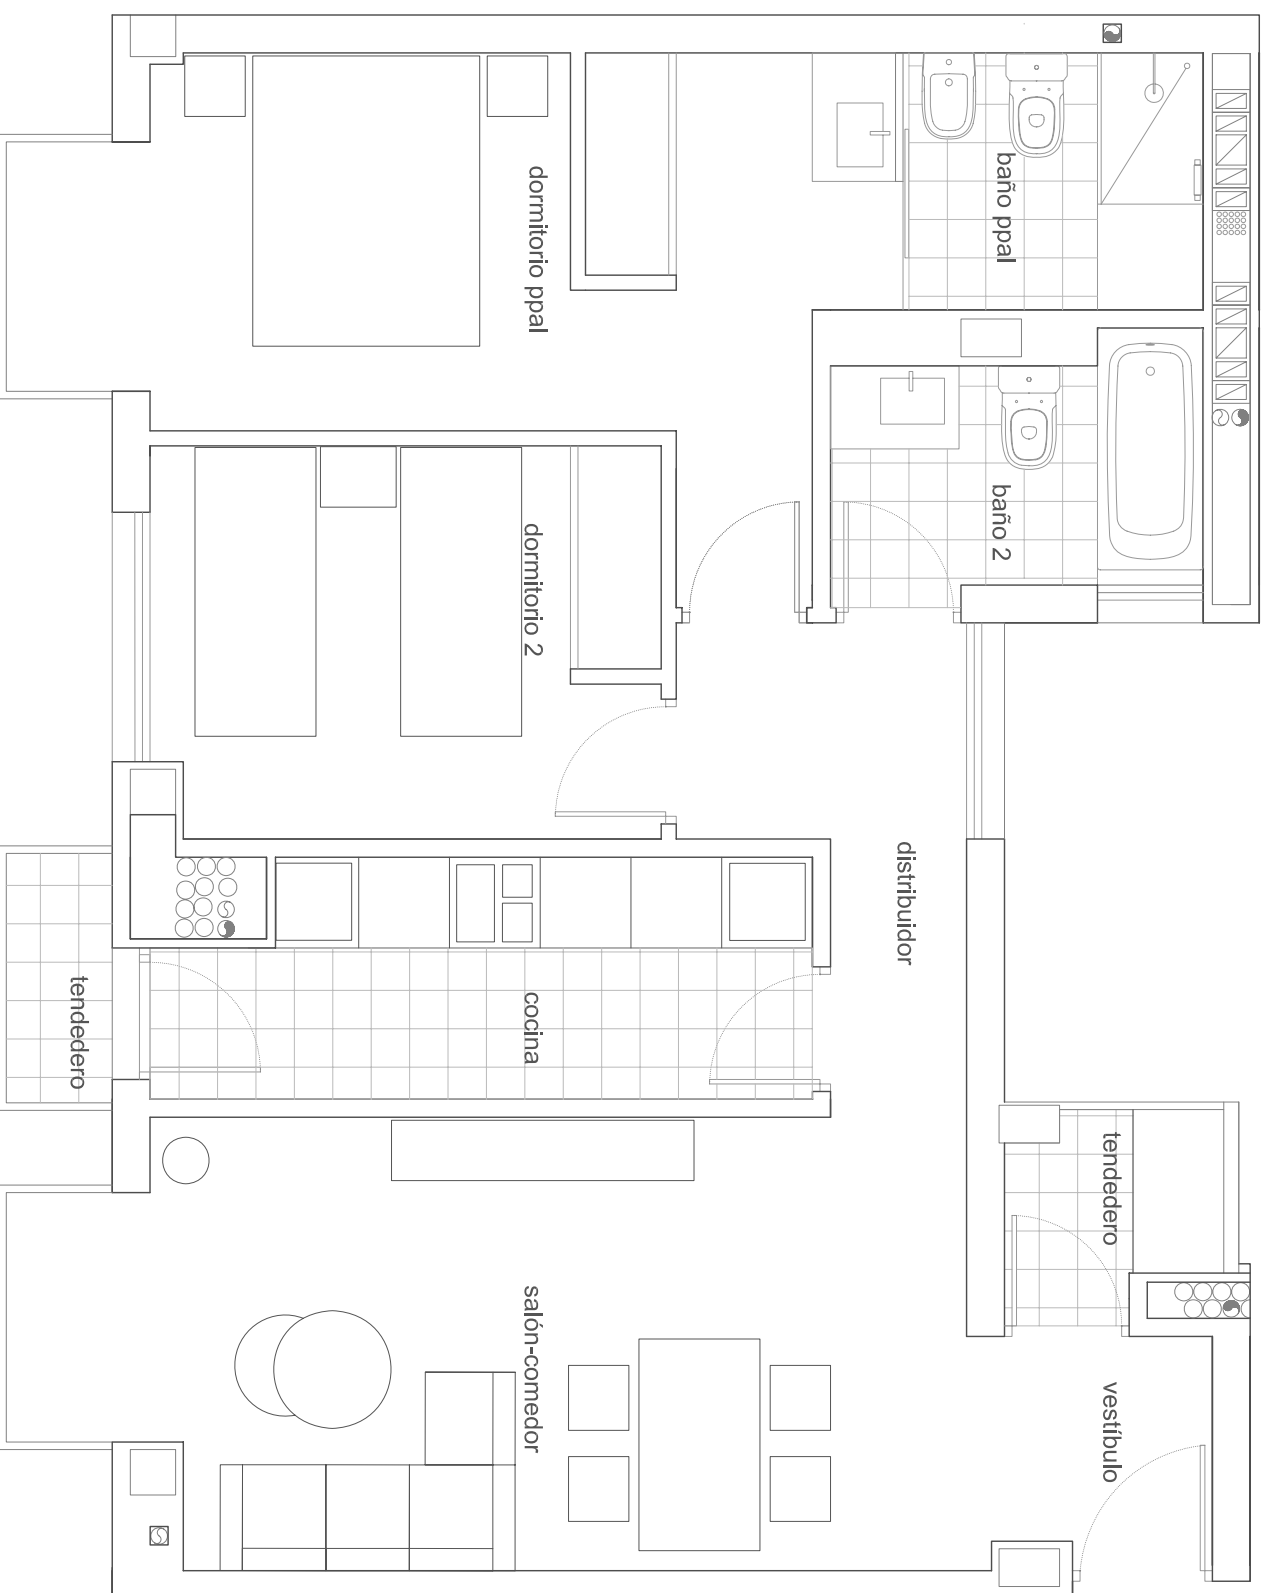 dormitorio ppal
baño ppal
baño 2
dormitorio 2
distribuidor
cocina
tendedero
tendedero
salón-comedor
vestíbulo